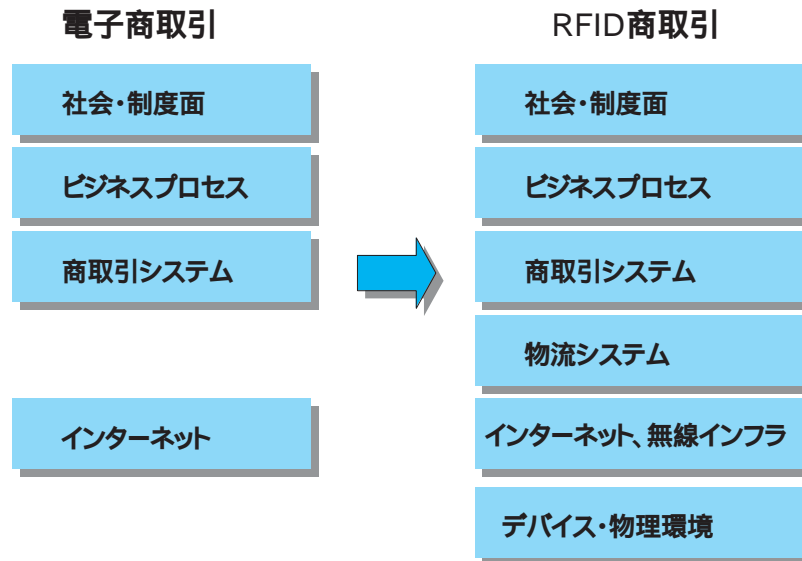 電子商取引
社会・制度面
ビジネスプロセス
商取引システム
インターネット
RFID商取引
社会・制度面
ビジネスプロセス
商取引システム
物流システム
インターネット、無線インフラ
デバイス・物理環境